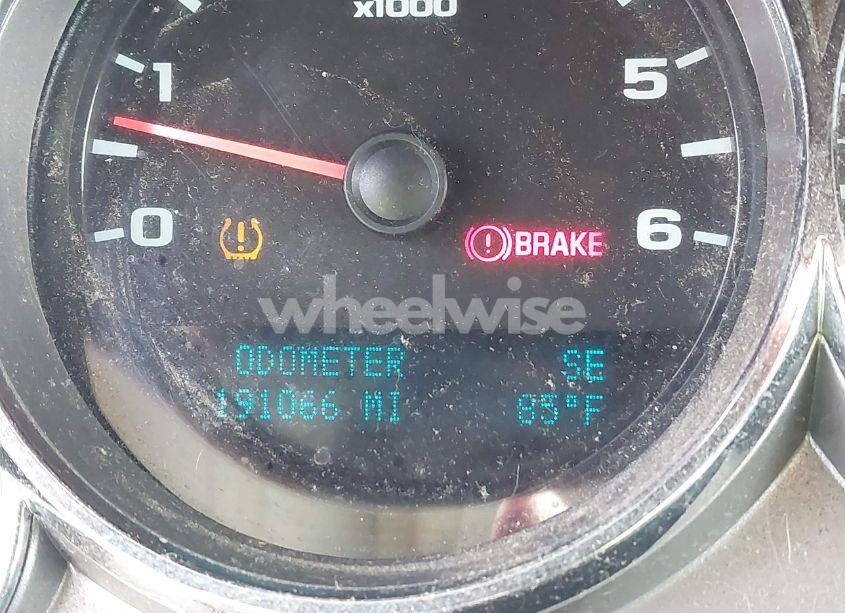 x1000
1
5
0
! (!) BRAKE
6
wheelwise
ODOMETER SE
191066 MI 85°F